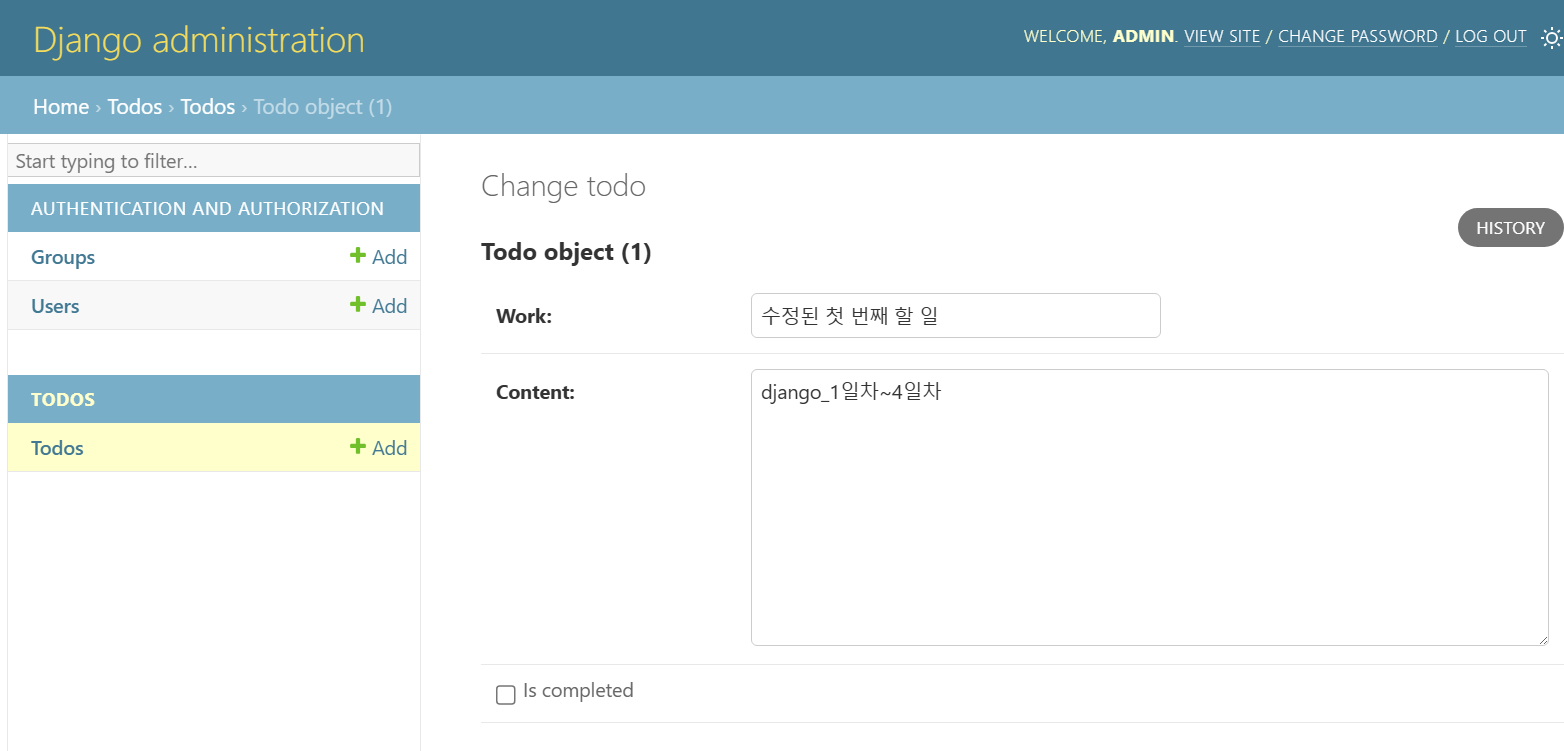 Django administration
WELCOME, ADMIN. VIEW SITE / CHANGE PASSWORD / LOG OUT
Home › Todos › Todos › Todo object (1)
Start typing to filter...
AUTHENTICATION AND AUTHORIZATION
Groups + Add
Users + Add
TODOS
Todos + Add
Change todo
HISTORY
Todo object (1)
Work: 수정된 첫 번째 할 일
Content: django_1일차~4일차
Is completed